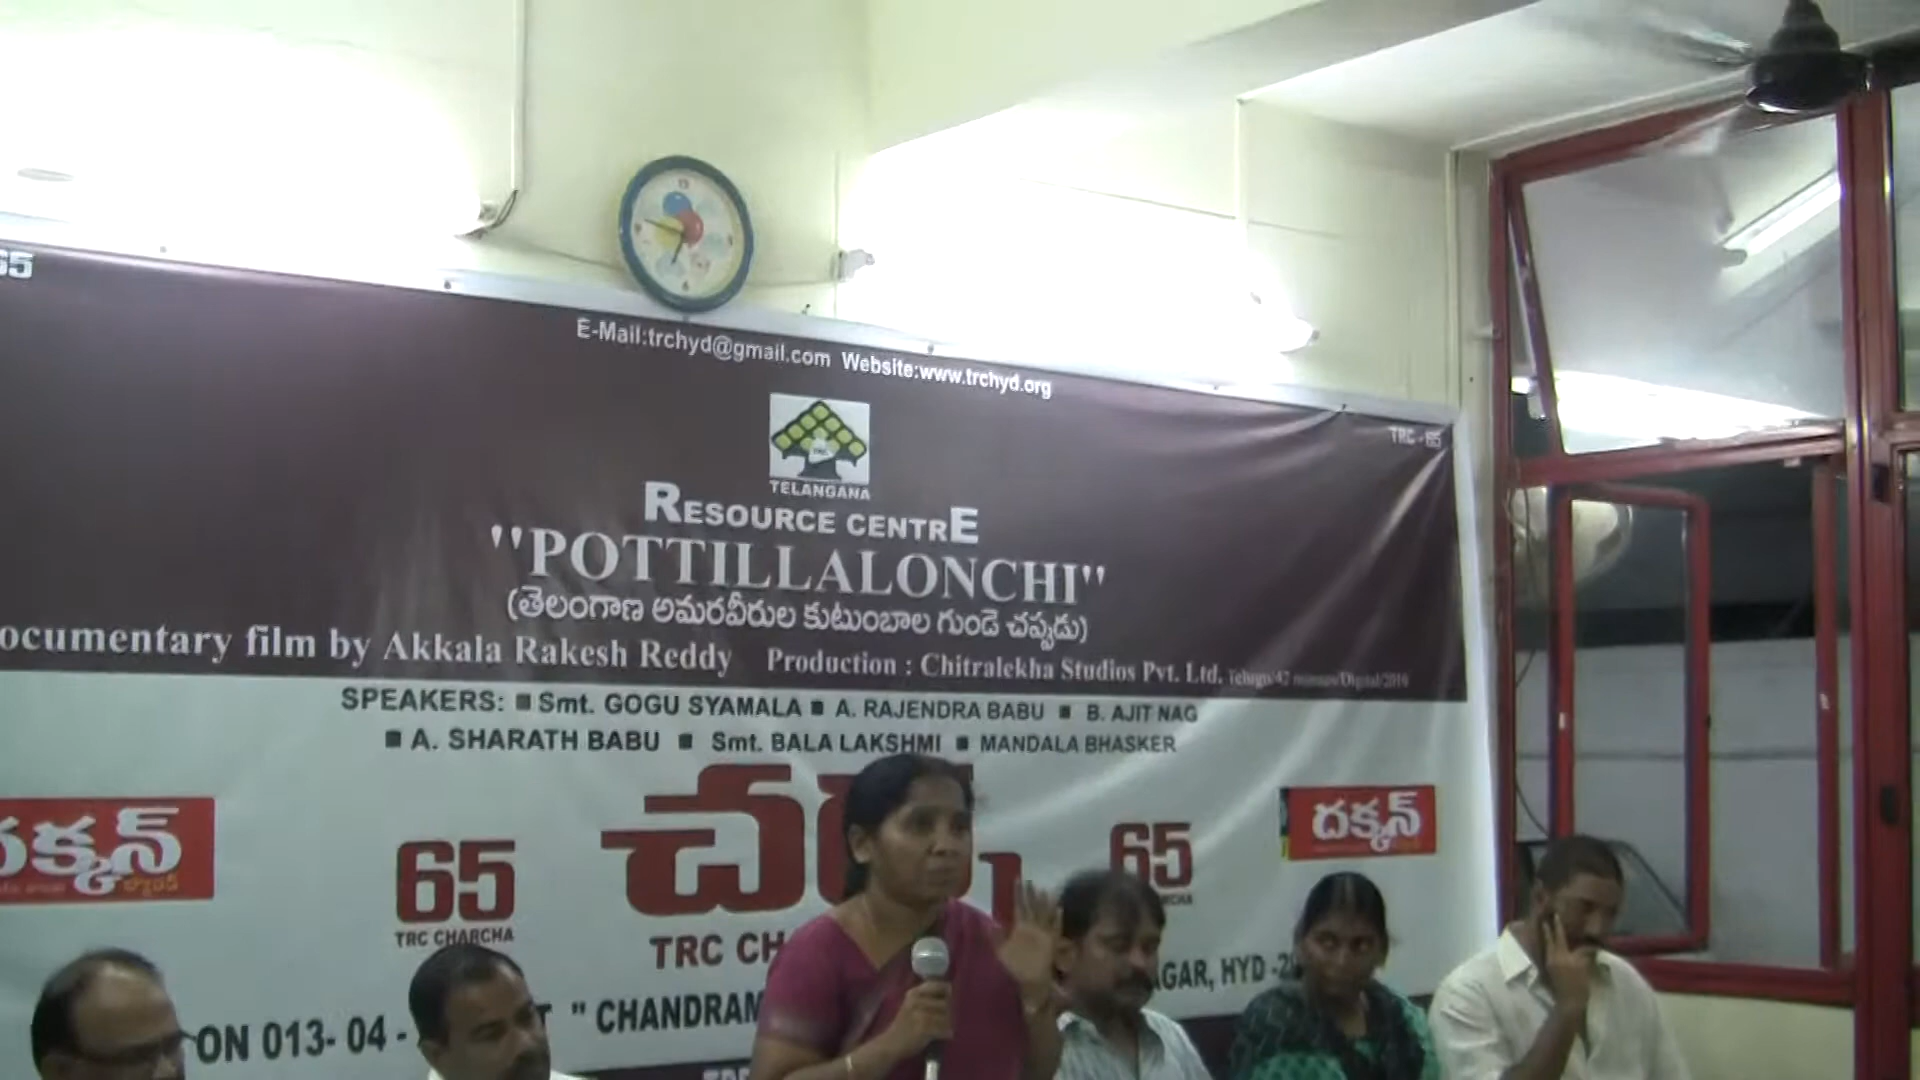 65
E-Mail:trchyd@gmail.com Website:www.trchyd.org
TRC - 65
TELANGANA
RESOURCE CENTRE
"POTTILLALONCHI"
(తెలంగాణ అమరవీరుల కుటుంబాల గుండె చప్పుడు)
ocumentary film by Akkala Rakesh Reddy Production : Chitralekha Studios Pvt. Ltd.
SPEAKERS: ■ Smt. GOGU SYAMALA ■ A. RAJENDRA BABU ■ B. AJIT NAG
■ A. SHARATH BABU ■ Smt. BALA LAKSHMI ■ MANDALA BHASKER
దక్కన్
65
TRC CHARCHA
65
దక్కన్
TRC CH
ON 013- 04 - " CHANDRAM AGAR, HYD -2